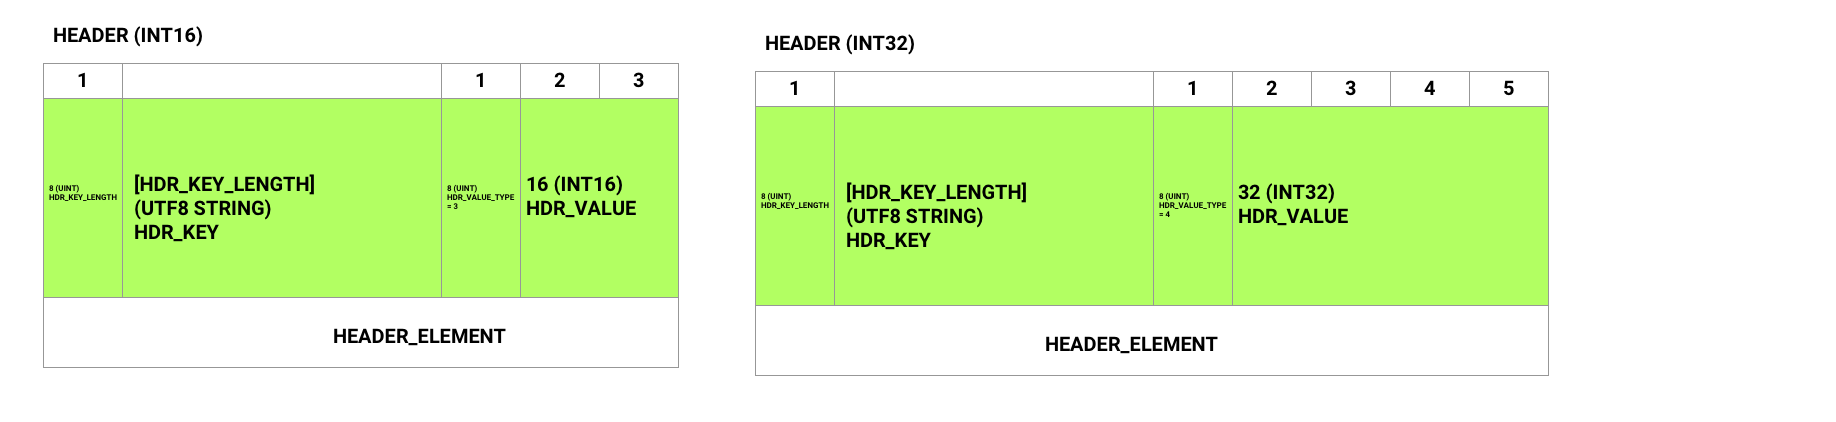 HEADER (INT16)
1 1 2 3
8 (UINT)
HDR_KEY_LENGTH
[HDR_KEY_LENGTH]
(UTF8 STRING)
HDR_KEY
8 (UINT)
HDR_VALUE_TYPE
= 3
16 (INT16)
HDR_VALUE
HEADER_ELEMENT
HEADER (INT32)
1 1 2 3 4 5
8 (UINT)
HDR_KEY_LENGTH
[HDR_KEY_LENGTH]
(UTF8 STRING)
HDR_KEY
8 (UINT)
HDR_VALUE_TYPE
= 4
32 (INT32)
HDR_VALUE
HEADER_ELEMENT